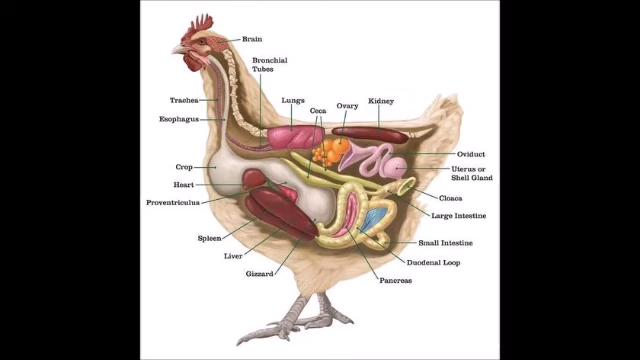 Brain
Bronchial
Tubes
Trachea
Lungs
Ceca
Ovary
Kidney
Esophagus
Oviduct
Crop
Uterus or
Shell Gland
Heart
Cloaca
Proventriculus
Large Intestine
Spleen
Small Intestine
Liver
Duodenal Loop
Gizzard
Pancreas